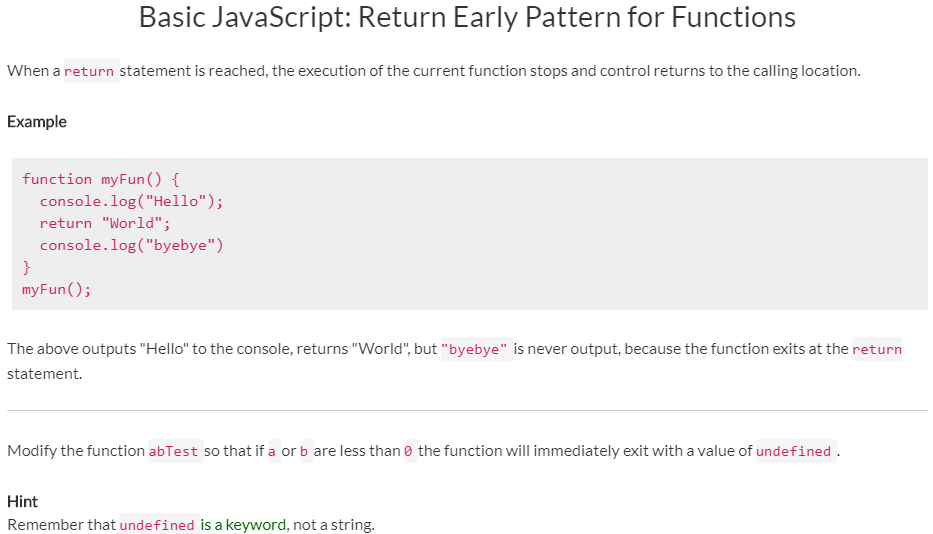 Basic JavaScript: Return Early Pattern for Functions
When a return statement is reached, the execution of the current function stops and control returns to the calling location.
Example
function myFun() {
  console.log("Hello");
  return "World";
  console.log("byebye")
}
myFun();
The above outputs "Hello" to the console, returns "World", but "byebye" is never output, because the function exits at the return
statement.
Modify the function abTest so that if a or b are less than 0 the function will immediately exit with a value of undefined .
Hint
Remember that undefined is a keyword, not a string.